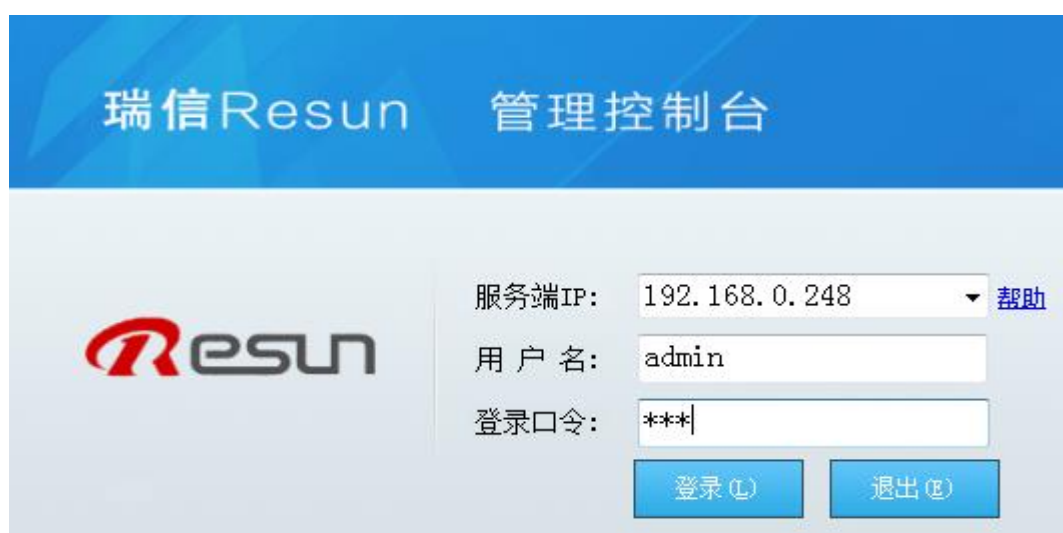 瑞信Resun 管理控制台
服务端IP: 192.168.0.248 帮助
Resun 用户名: admin
登录口令: ***
登录(L) 退出(E)